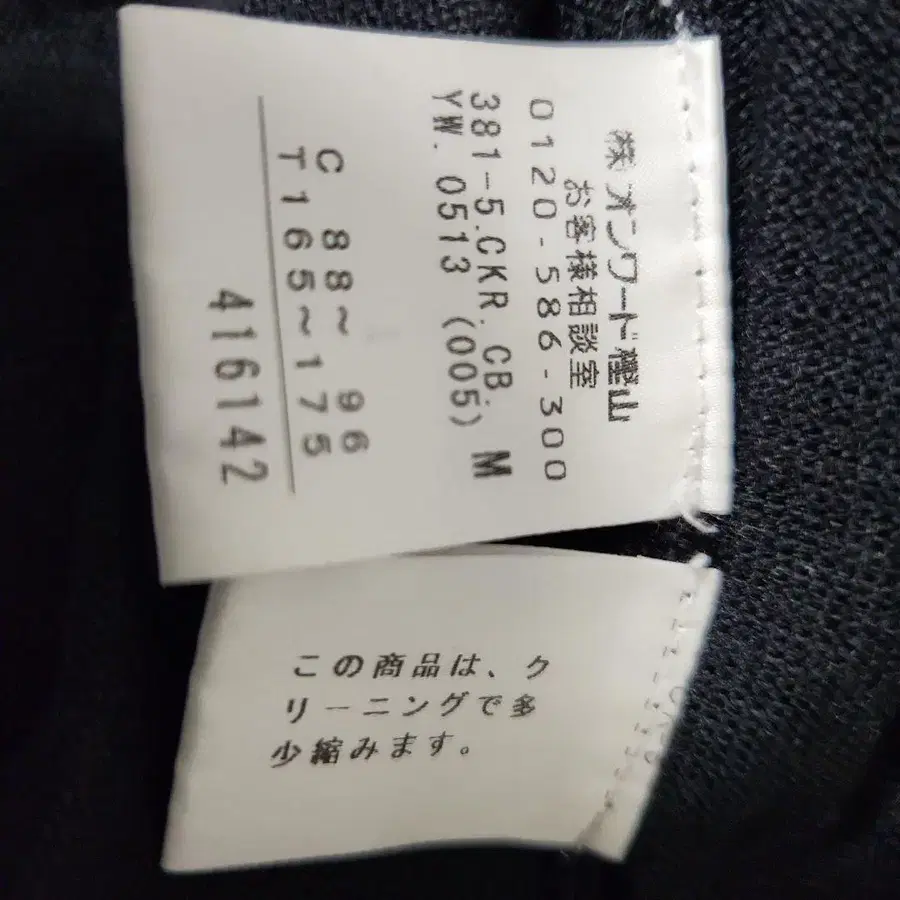 ㈱オンワード樫山
お客様相談室
0120-586-300
381-5.CKR.CB. M
YW. 0513 (005)
C 88～ 96
T165～175
416142
この商品は、ク
リーニングで多
少縮みます。